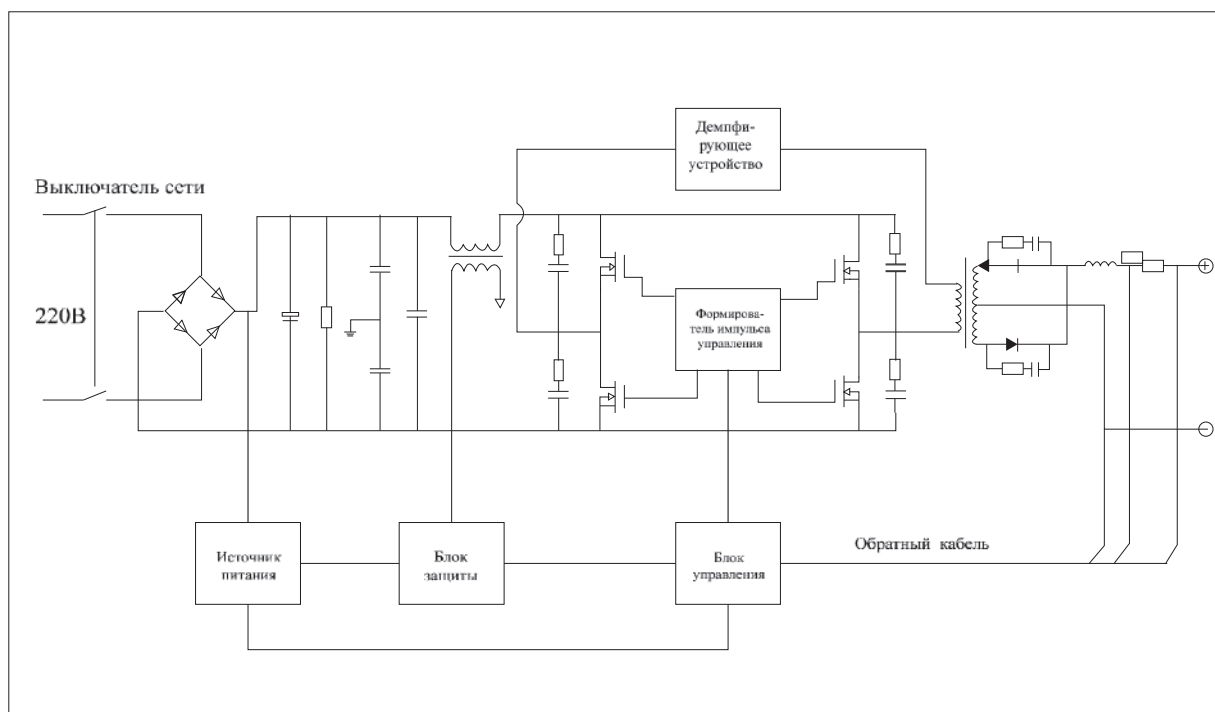 Демпфи-
рующее
устройство
Выключатель сети
220В
Формирова-
тель импульса
управления
Источник
питания
Блок
защиты
Блок
управления
Обратный кабель